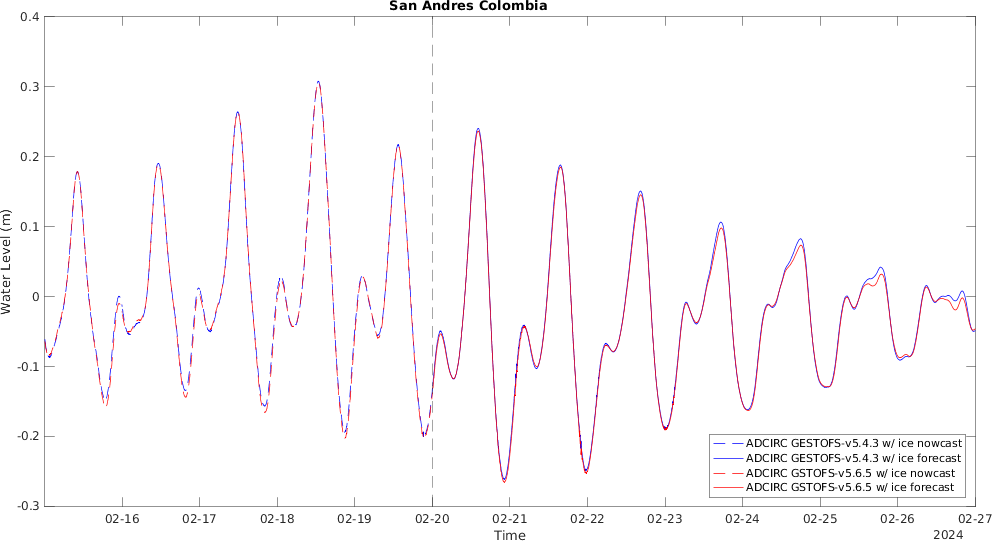 San Andres Colombia
Water Level (m)
0.4
0.3
0.2
0.1
0
-0.1
-0.2
-0.3
ADCIRC GESTOFS-v5.4.3 w/ ice nowcast
ADCIRC GESTOFS-v5.4.3 w/ ice forecast
ADCIRC GSTOFS-v5.6.5 w/ ice nowcast
ADCIRC GSTOFS-v5.6.5 w/ ice forecast
02-16 02-17 02-18 02-19 02-20 02-21 02-22 02-23 02-24 02-25 02-26 02-27
Time
2024